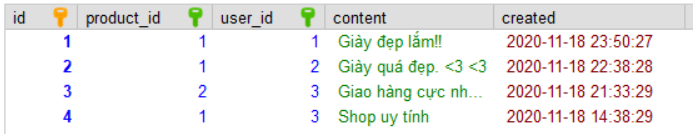 id product_id user_id content created
1 1 1 Giày đẹp lắm!! 2020-11-18 23:50:27
2 1 2 Giày quá đẹp. <3 <3 2020-11-18 22:38:28
3 2 3 Giao hàng cực nh... 2020-11-18 21:33:29
4 1 3 Shop uy tính 2020-11-18 14:38:29